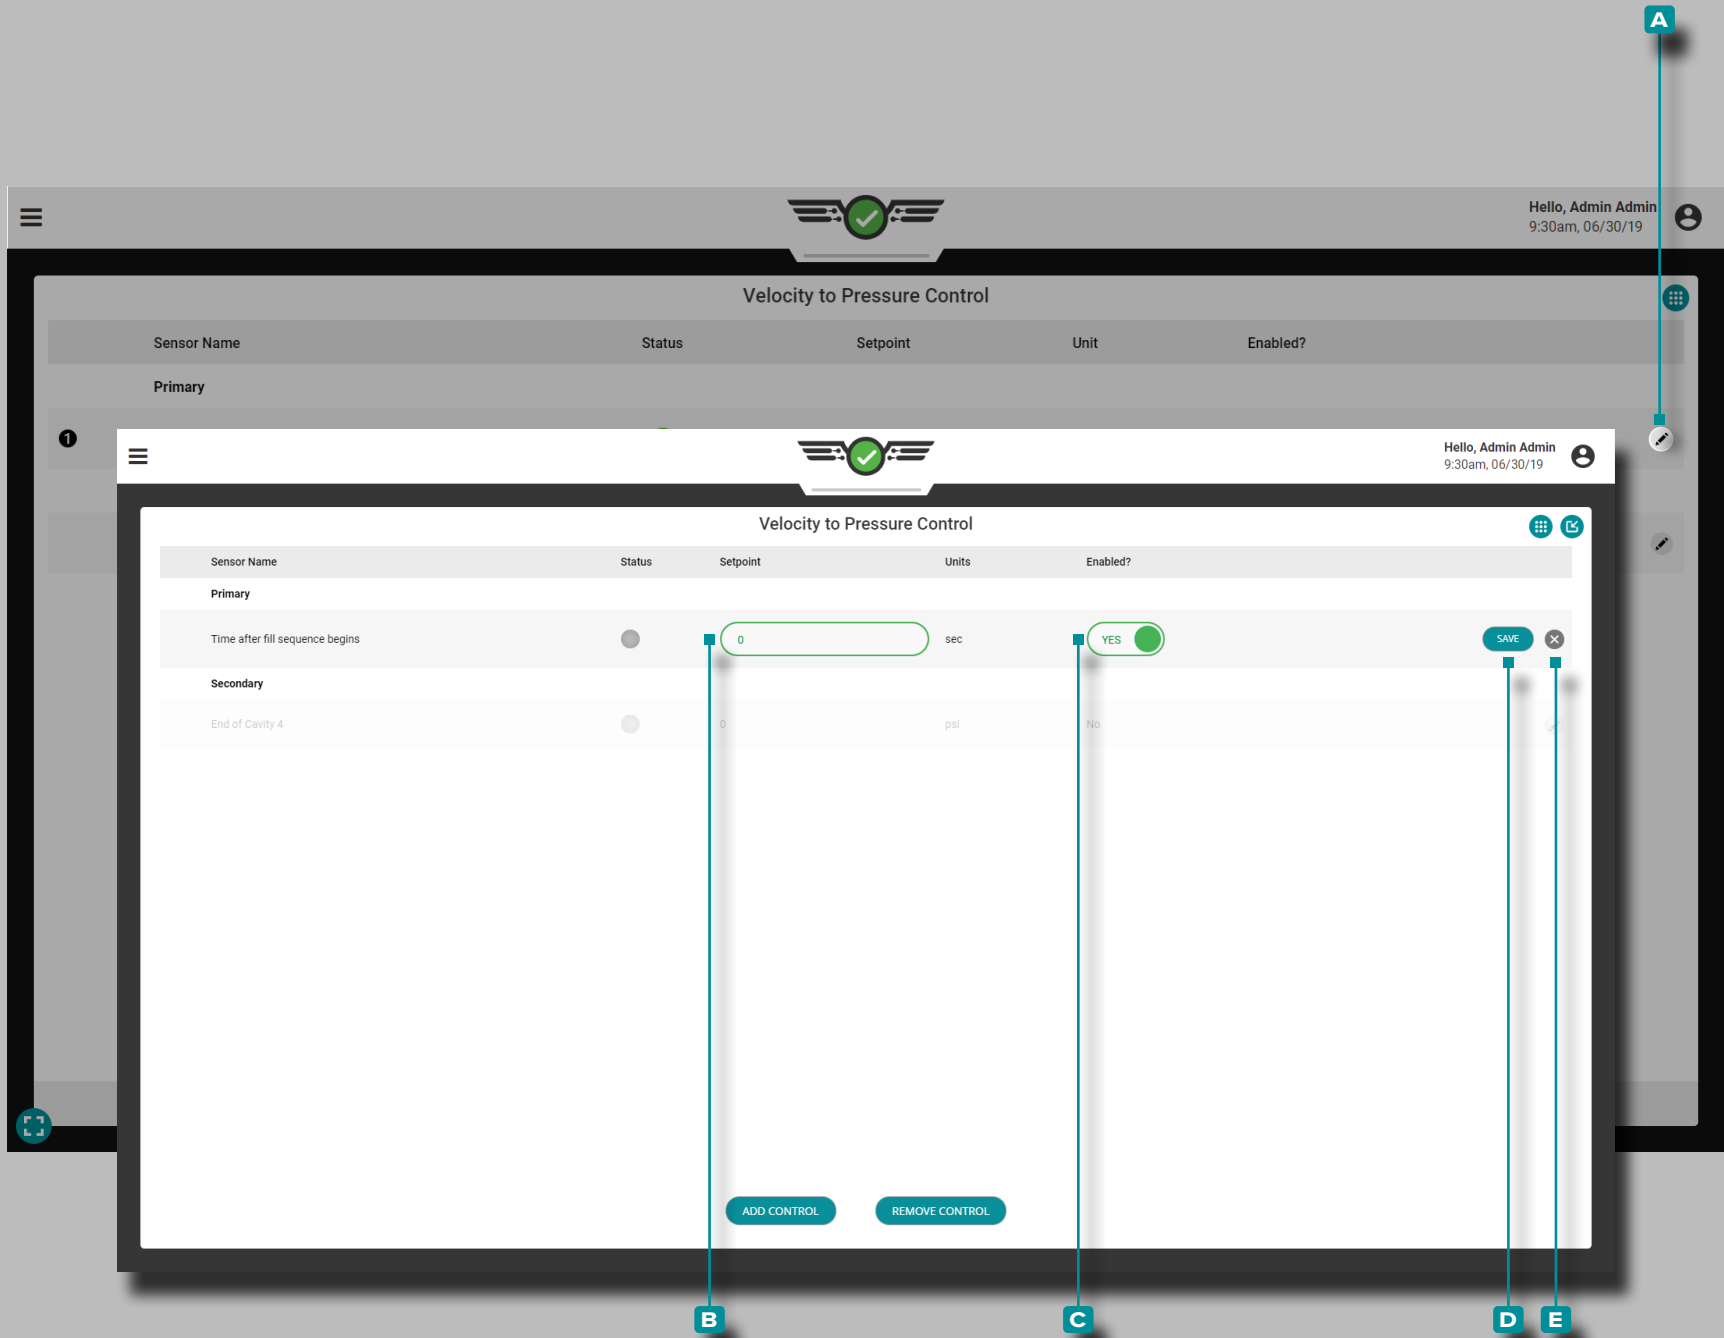 A
Hello, Admin Admin
9:30am, 06/30/19
Velocity to Pressure Control
Sensor Name Status Setpoint Unit Enabled?
Primary
1
Hello, Admin Admin
9:30am, 06/30/19
Velocity to Pressure Control
Sensor Name Status Setpoint Units Enabled?
Primary
Time after fill sequence begins 0 sec YES SAVE
Secondary
End of Cavity 4 0 psi No
ADD CONTROL REMOVE CONTROL
B C D E